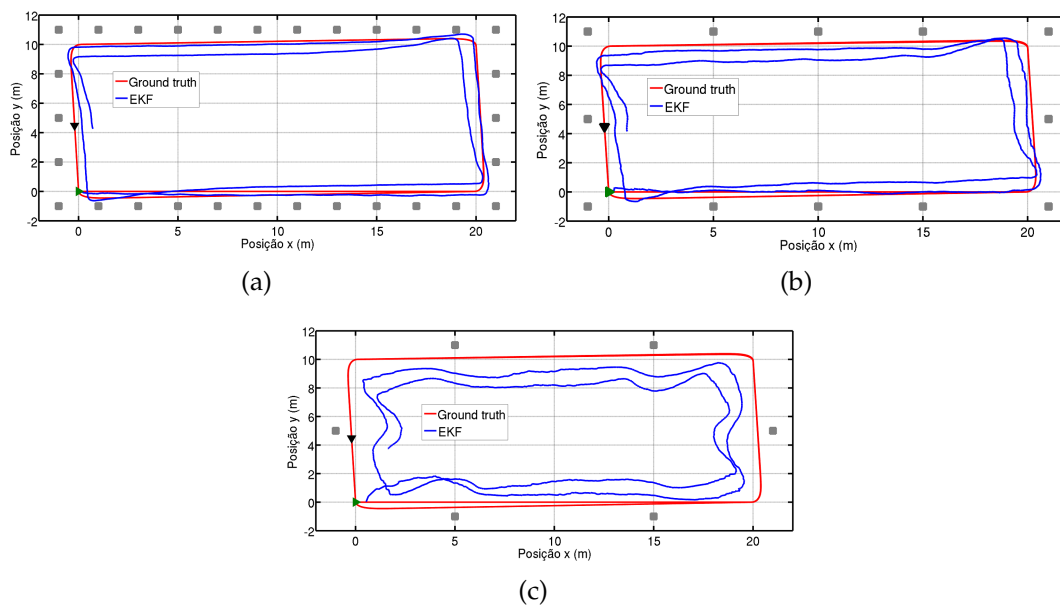 12
10
8
6
4
2
0
-2
Posição y (m)
Ground truth
EKF
0 5 10 15 20
Posição x (m)
(a)
12
10
8
6
4
2
0
-2
Posição y (m)
Ground truth
EKF
0 5 10 15 20
Posição x (m)
(b)
12
10
8
6
4
2
0
-2
Posição y (m)
Ground truth
EKF
0 5 10 15 20
Posição x (m)
(c)